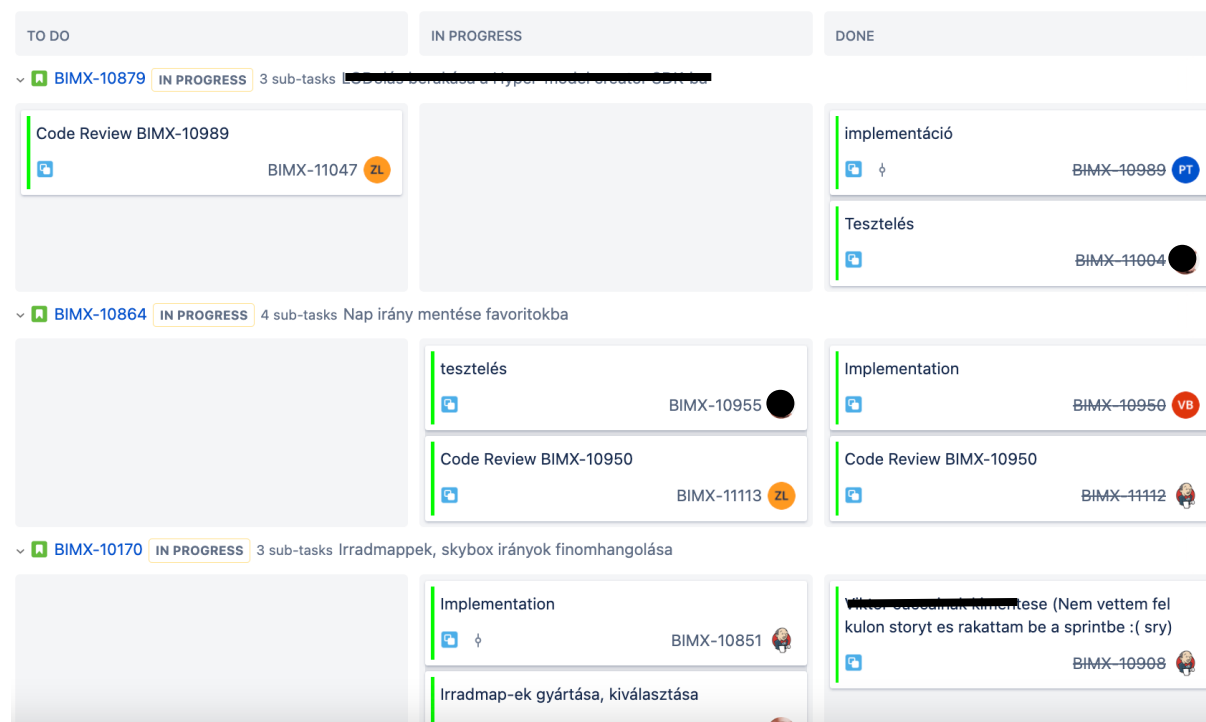 TO DO
IN PROGRESS
DONE
BIMX-10879 IN PROGRESS 3 sub-tasks
Code Review BIMX-10989
BIMX-11047 ZL
implementáció
BIMX-10989 PT
Tesztelés
BIMX-11004
BIMX-10864 IN PROGRESS 4 sub-tasks Nap irány mentése favoritokba
tesztelés
BIMX-10955
Code Review BIMX-10950
BIMX-11113 ZL
Implementation
BIMX-10950 VB
Code Review BIMX-10950
BIMX-11112
BIMX-10170 IN PROGRESS 3 sub-tasks Irradmappek, skybox irányok finomhangolása
Implementation
BIMX-10851
Irradmap-ek gyártása, kiválasztása
(Nem vettem fel
kulon storyt es rakattam be a sprintbe :( sry)
BIMX-10908